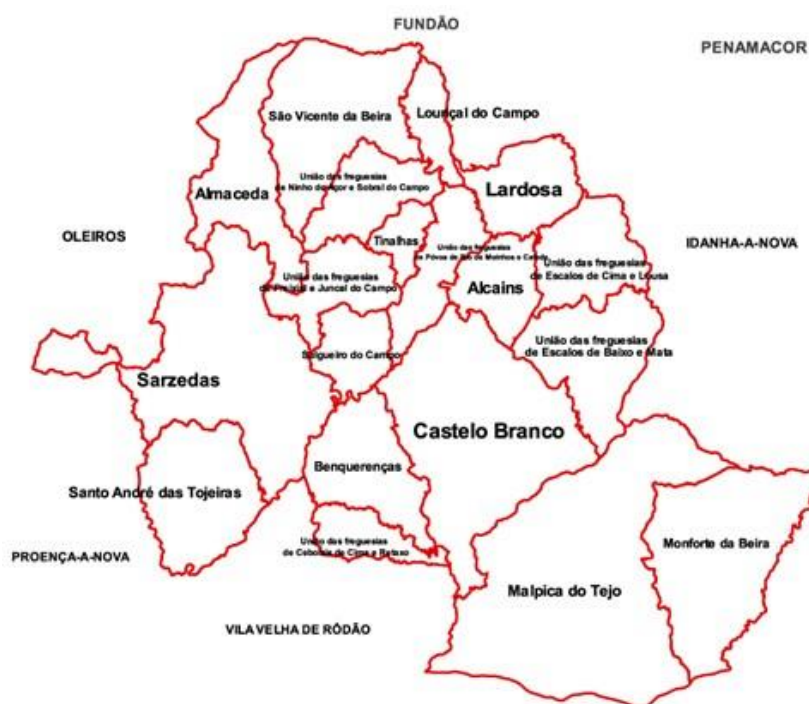 FUNDÃO
PENAMACOR
São Vicente da Beira
Louriçal do Campo
União das freguesias
de Ninho do Açor e Sobral do Campo
Almaceda
Lardosa
OLEIROS
Tinalhas
União das freguesias
de Póvoa de Rio de Moinhos e Cafede
IDANHA-A-NOVA
União das freguesias
de Escalos de Cima e Lousa
União das freguesias
de Freixial e Juncal do Campo
Alcains
União das freguesias
de Escalos de Baixo e Mata
Salgueiro do Campo
Sarzedas
Castelo Branco
Benquerenças
Santo André das Tojeiras
União das freguesias
de Cebolais de Cima e Retaxo
Monforte da Beira
PROENÇA-A-NOVA
Malpica do Tejo
VILA VELHA DE RÓDÃO